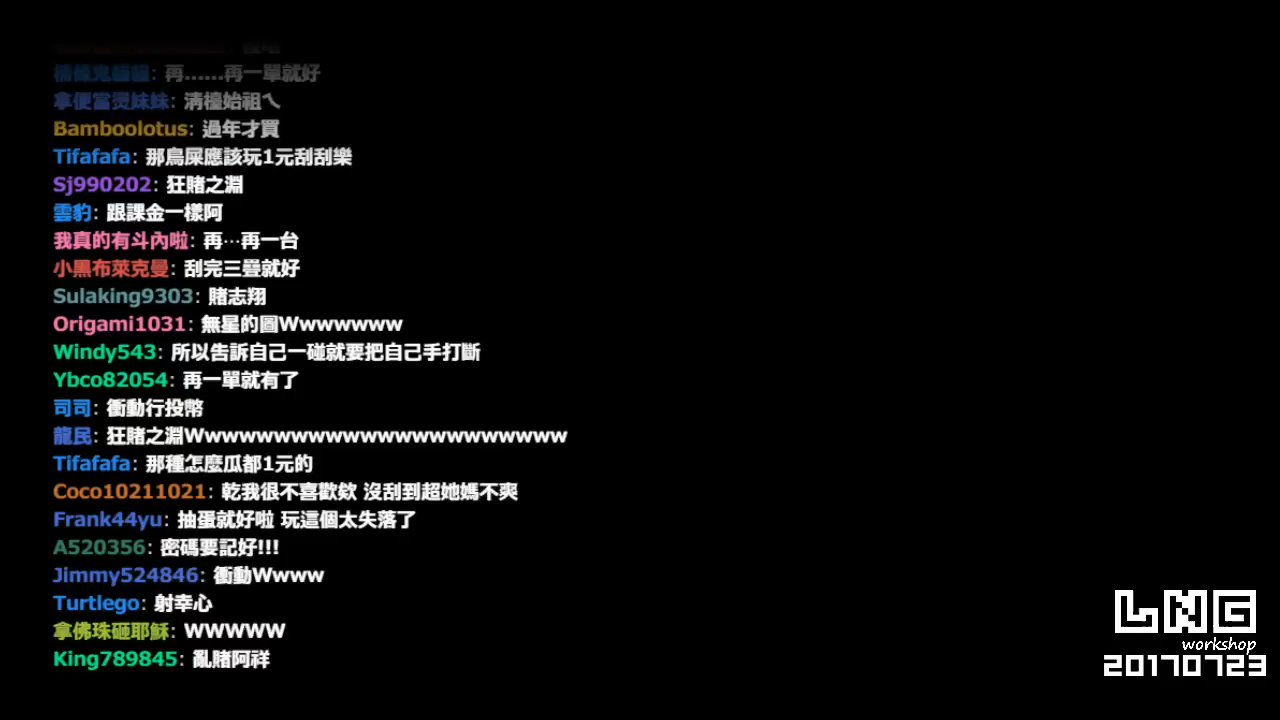 再......再一單就好
拿便當燙妹妹: 清檯始祖ㄟ
Bamboolotus: 過年才買
Tifafafa: 那鳥屎應該玩1元刮刮樂
Sj990202: 狂賭之淵
雲豹: 跟課金一樣阿
我真的有斗內啦: 再…再一台
小黑布萊克曼: 刮完三疊就好
Sulaking9303: 賭志翔
Origami1031: 無星的圖Wwwwwww
Windy543: 所以告訴自己一碰就要把自己手打斷
Ybco82054: 再一單就有了
司司: 衝動行投幣
龍民: 狂賭之淵Wwwwwwwwwwwwwwwwwwwwww
Tifafafa: 那種怎麼瓜都1元的
Coco10211021: 乾我很不喜歡欸 沒刮到超她媽不爽
Frank44yu: 抽蛋就好啦 玩這個太失落了
A520356: 密碼要記好!!!
Jimmy524846: 衝動Wwww
Turtlego: 射幸心
拿佛珠砸耶穌: WWWWW
King789845: 亂賭阿祥
LNG
workshop
20170723